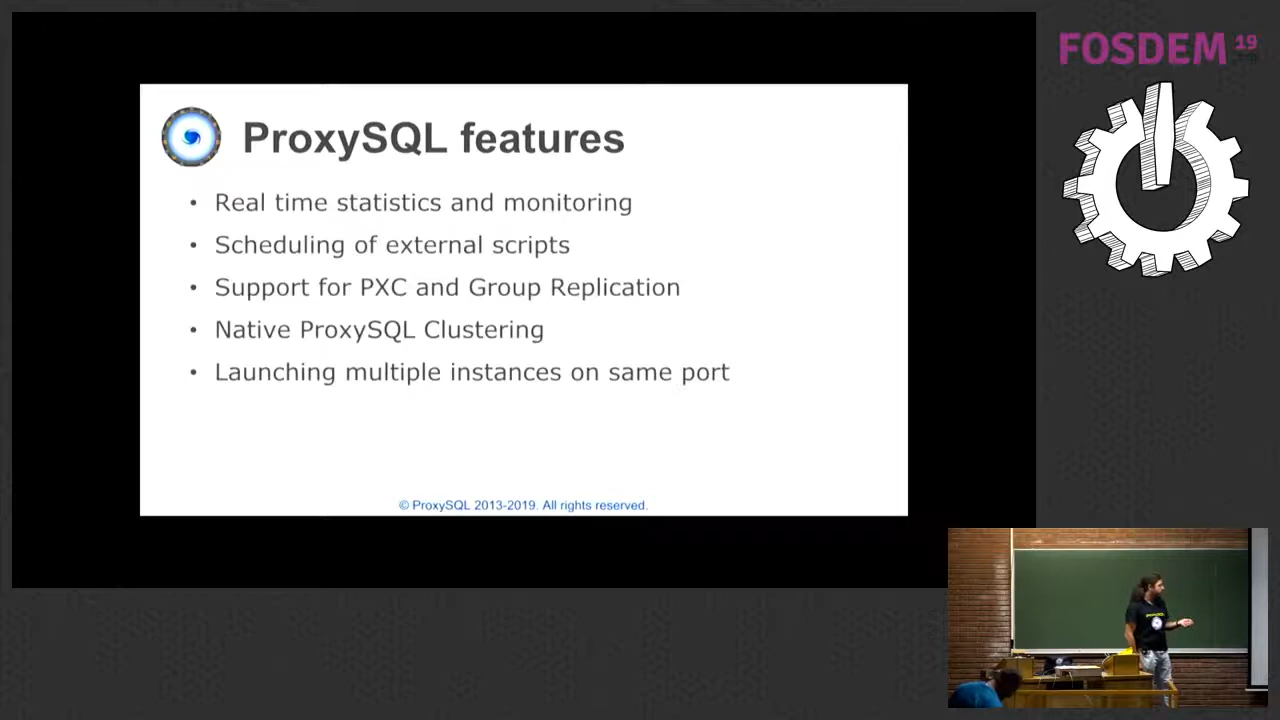 FOSDEM 19
ProxySQL features
• Real time statistics and monitoring
• Scheduling of external scripts
• Support for PXC and Group Replication
• Native ProxySQL Clustering
• Launching multiple instances on same port
© ProxySQL 2013-2019. All rights reserved.